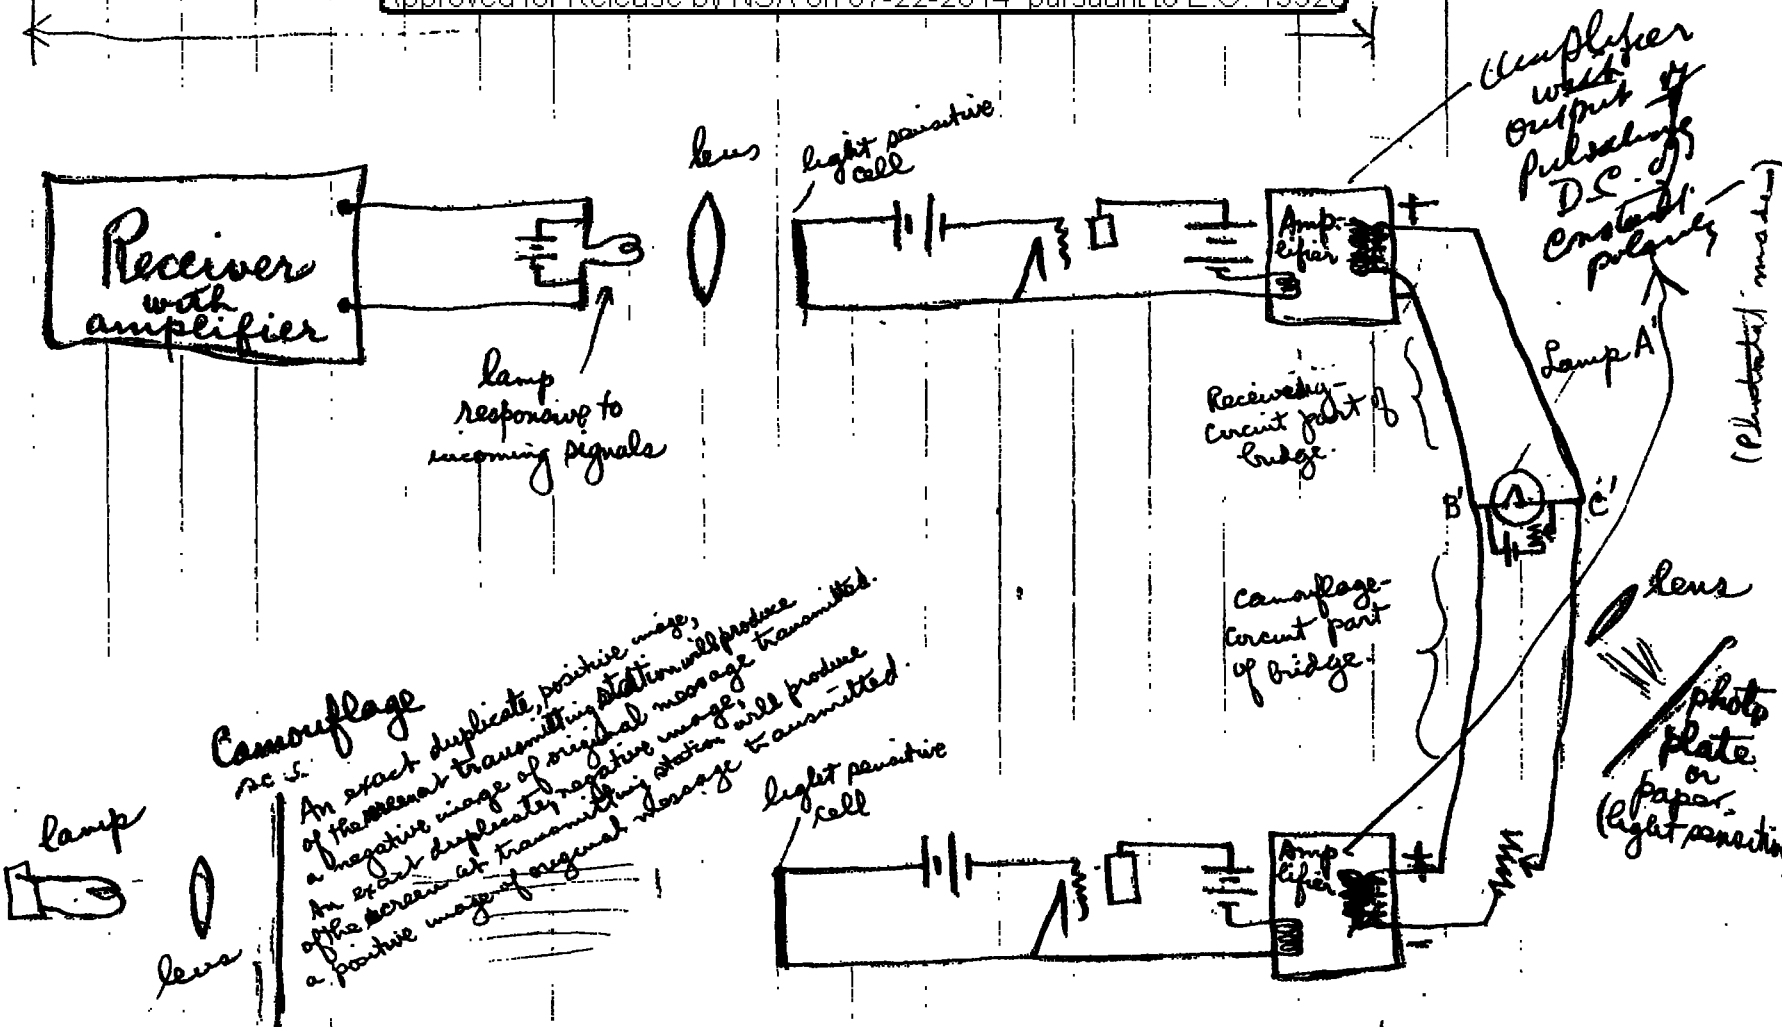 Approved for Release by NSA on 07-22-2014 pursuant to E.O. 13526
Amplifier
with
output of
pulsating
D.C. of
constant
polarity
lens
light sensitive
cell
Receiver
with
amplifier
Amp-
lifier
+
-
lamp
responsive to
incoming signals
Receiving-
circuit part of
bridge.
Lamp A'
B'
C'
Camouflage-
circuit part
of bridge.
lens
photo
plate
or
paper.
(light sensitive
Camouflage
An exact duplicate, positive image,
of the screen at transmitting station will produce
a negative image of original message transmitted.
An exact duplicate, negative image,
of the screen at transmitting station will produce
a positive image of original message transmitted.
lamp
lens
light sensitive
cell
Amp-
lifier
+
-